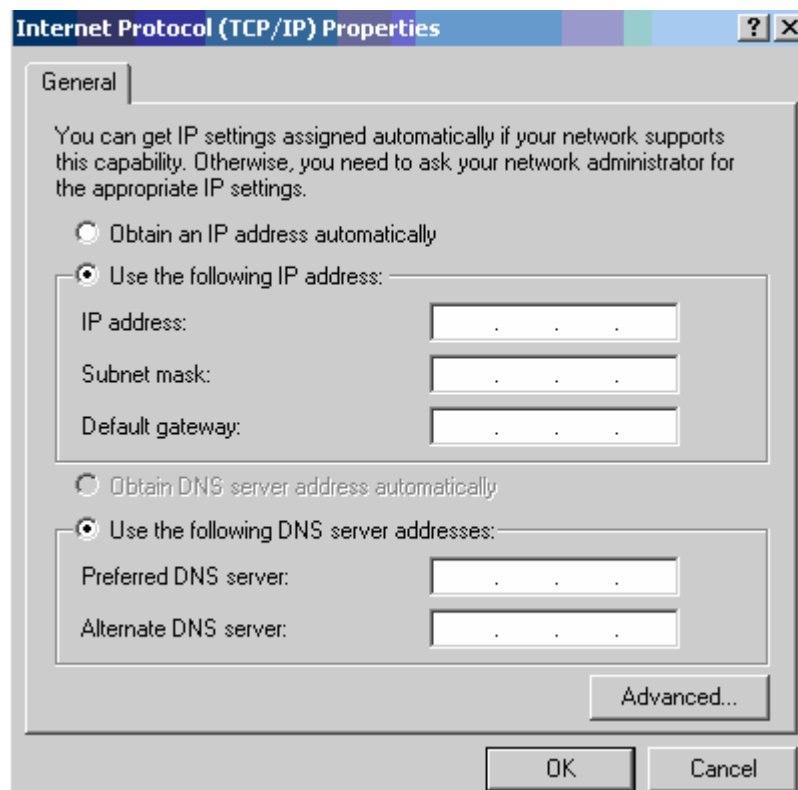 Internet Protocol (TCP/IP) Properties
General
You can get IP settings assigned automatically if your network supports
this capability. Otherwise, you need to ask your network administrator for
the appropriate IP settings.
Obtain an IP address automatically
Use the following IP address:
IP address: . . .
Subnet mask: . . .
Default gateway: . . .
Obtain DNS server address automatically
Use the following DNS server addresses:
Preferred DNS server: . . .
Alternate DNS server: . . .
Advanced...
OK Cancel